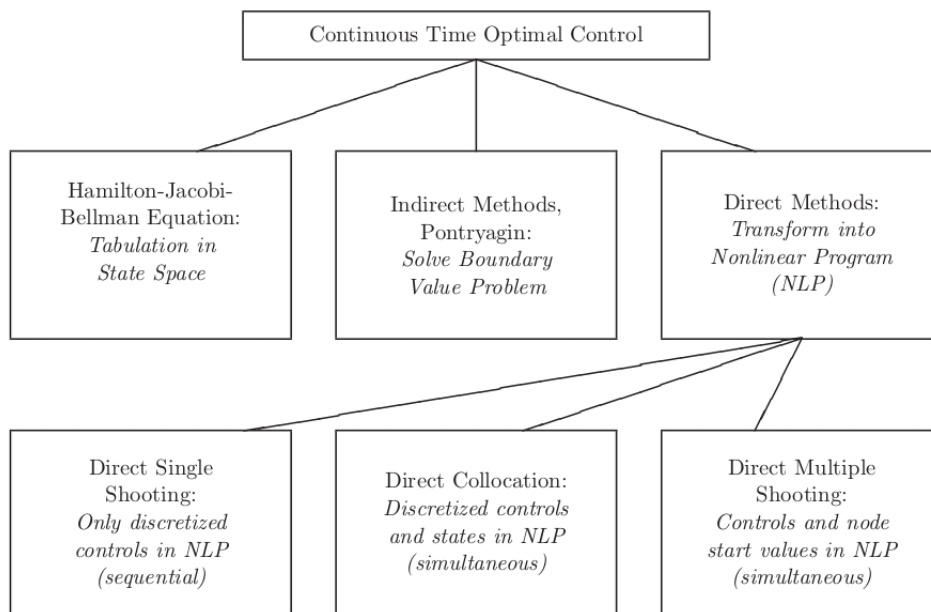 Continuous Time Optimal Control
Hamilton-Jacobi-
Bellman Equation:
Tabulation in
State Space
Indirect Methods,
Pontryagin:
Solve Boundary
Value Problem
Direct Methods:
Transform into
Nonlinear Program
(NLP)
Direct Single
Shooting:
Only discretized
controls in NLP
(sequential)
Direct Collocation:
Discretized controls
and states in NLP
(simultaneous)
Direct Multiple
Shooting:
Controls and node
start values in NLP
(simultaneous)